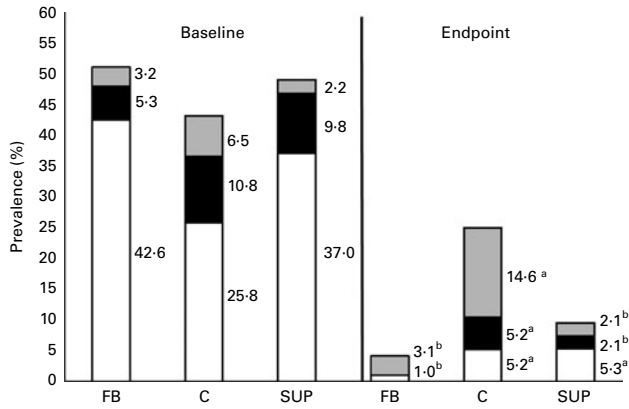 60
55
50
45
40
35
30
25
20
15
10
5
0
Prevalence (%)
Baseline
Endpoint
3·2
5·3
42·6
6·5
10·8
25·8
2·2
9·8
37·0
3·1ᵇ
1·0ᵇ
14·6 ᵃ
5·2ᵃ
5·2ᵃ
2·1ᵇ
2·1ᵇ
5·3ᵃ
FB
C
SUP
FB
C
SUP